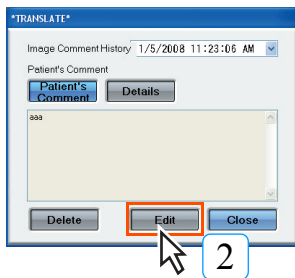 *TRANSLATE*
Image Comment History 1/5/2008 11:23:06 AM
Patient's Comment
Patient's Comment Details
aaa
Delete Edit Close
2